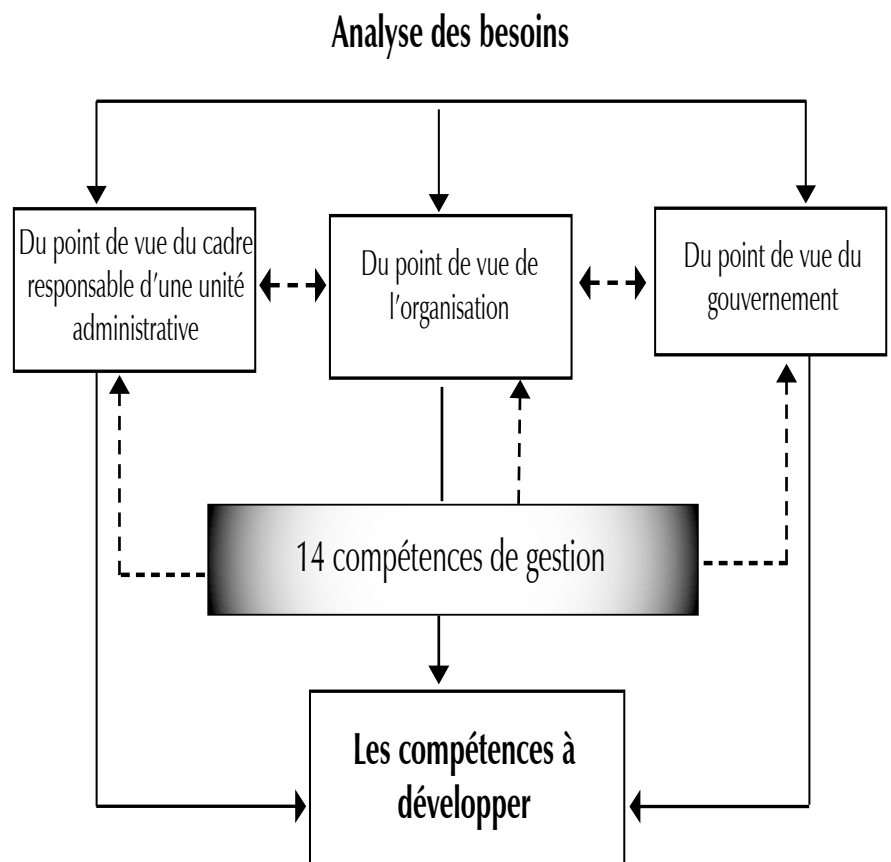 Analyse des besoins
Du point de vue du cadre
responsable d'une unité
administrative
Du point de vue de
l'organisation
Du point de vue du
gouvernement
14 compétences de gestion
Les compétences à
développer